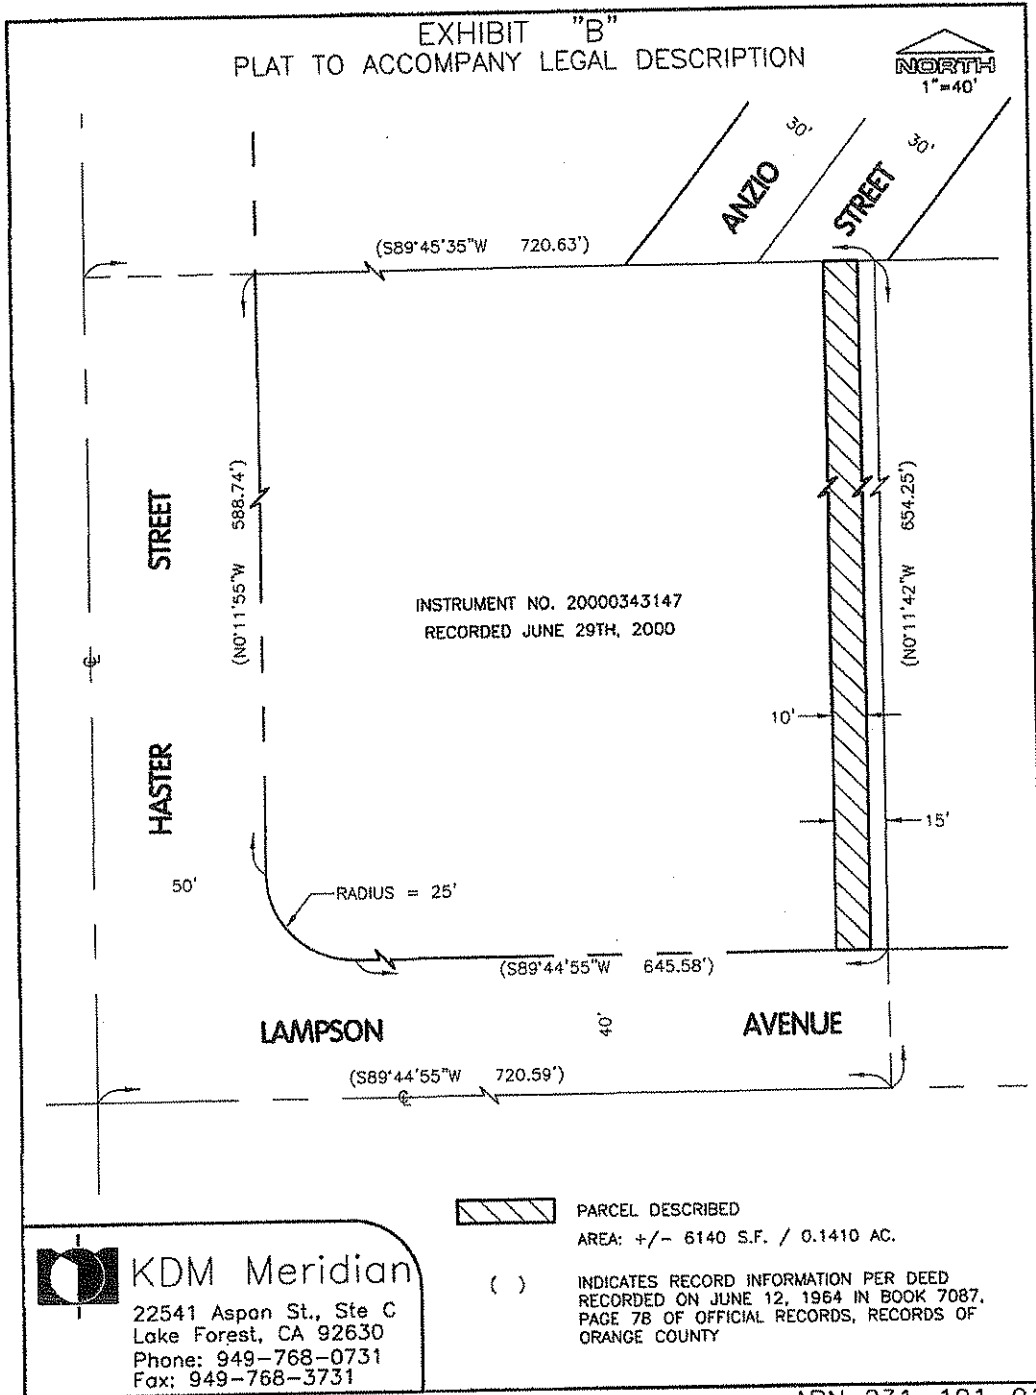 EXHIBIT "B"
PLAT TO ACCOMPANY LEGAL DESCRIPTION
NORTH
1"=40'
ANZIO
STREET
30'
30'
(S89°45'35"W 720.63')
HASTER STREET
(N0°11'55"W 588.74')
INSTRUMENT NO. 20000343147
RECORDED JUNE 29TH, 2000
(N0°11'42"W 654.25')
10'
15'
50'
RADIUS = 25'
(S89°44'55"W 645.58')
LAMPSON AVENUE
40'
(S89°44'55"W 720.59')
PARCEL DESCRIBED
AREA: +/- 6140 S.F. / 0.1410 AC.
( ) INDICATES RECORD INFORMATION PER DEED
RECORDED ON JUNE 12, 1964 IN BOOK 7087,
PAGE 78 OF OFFICIAL RECORDS, RECORDS OF
ORANGE COUNTY
KDM Meridian
22541 Aspan St., Ste C
Lake Forest, CA 92630
Phone: 949-768-0731
Fax: 949-768-3731